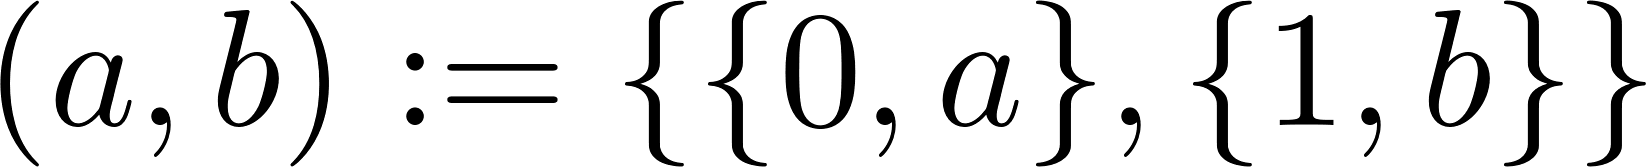 (a, b) := {{0, a}, {1, b}}